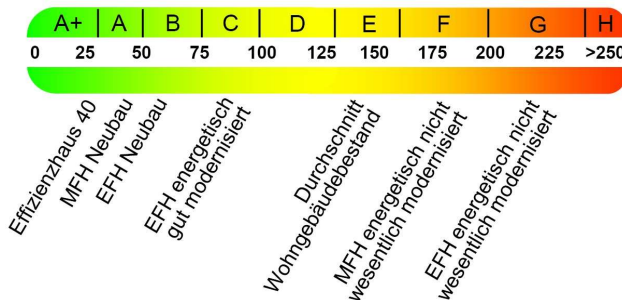 A+ A B C D E F G H
0 25 50 75 100 125 150 175 200 225 >250
Effizienzhaus 40
MFH Neubau
EFH Neubau
EFH energetisch
gut modernisiert
Durchschnitt
Wohngebäudebestand
MFH energetisch nicht
wesentlich modernisiert
EFH energetisch nicht
wesentlich modernisiert